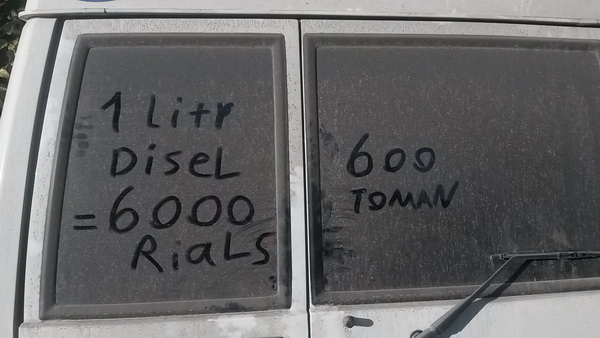 1 Litr
DiseL
= 6000
RiaLS
600
TOMAN